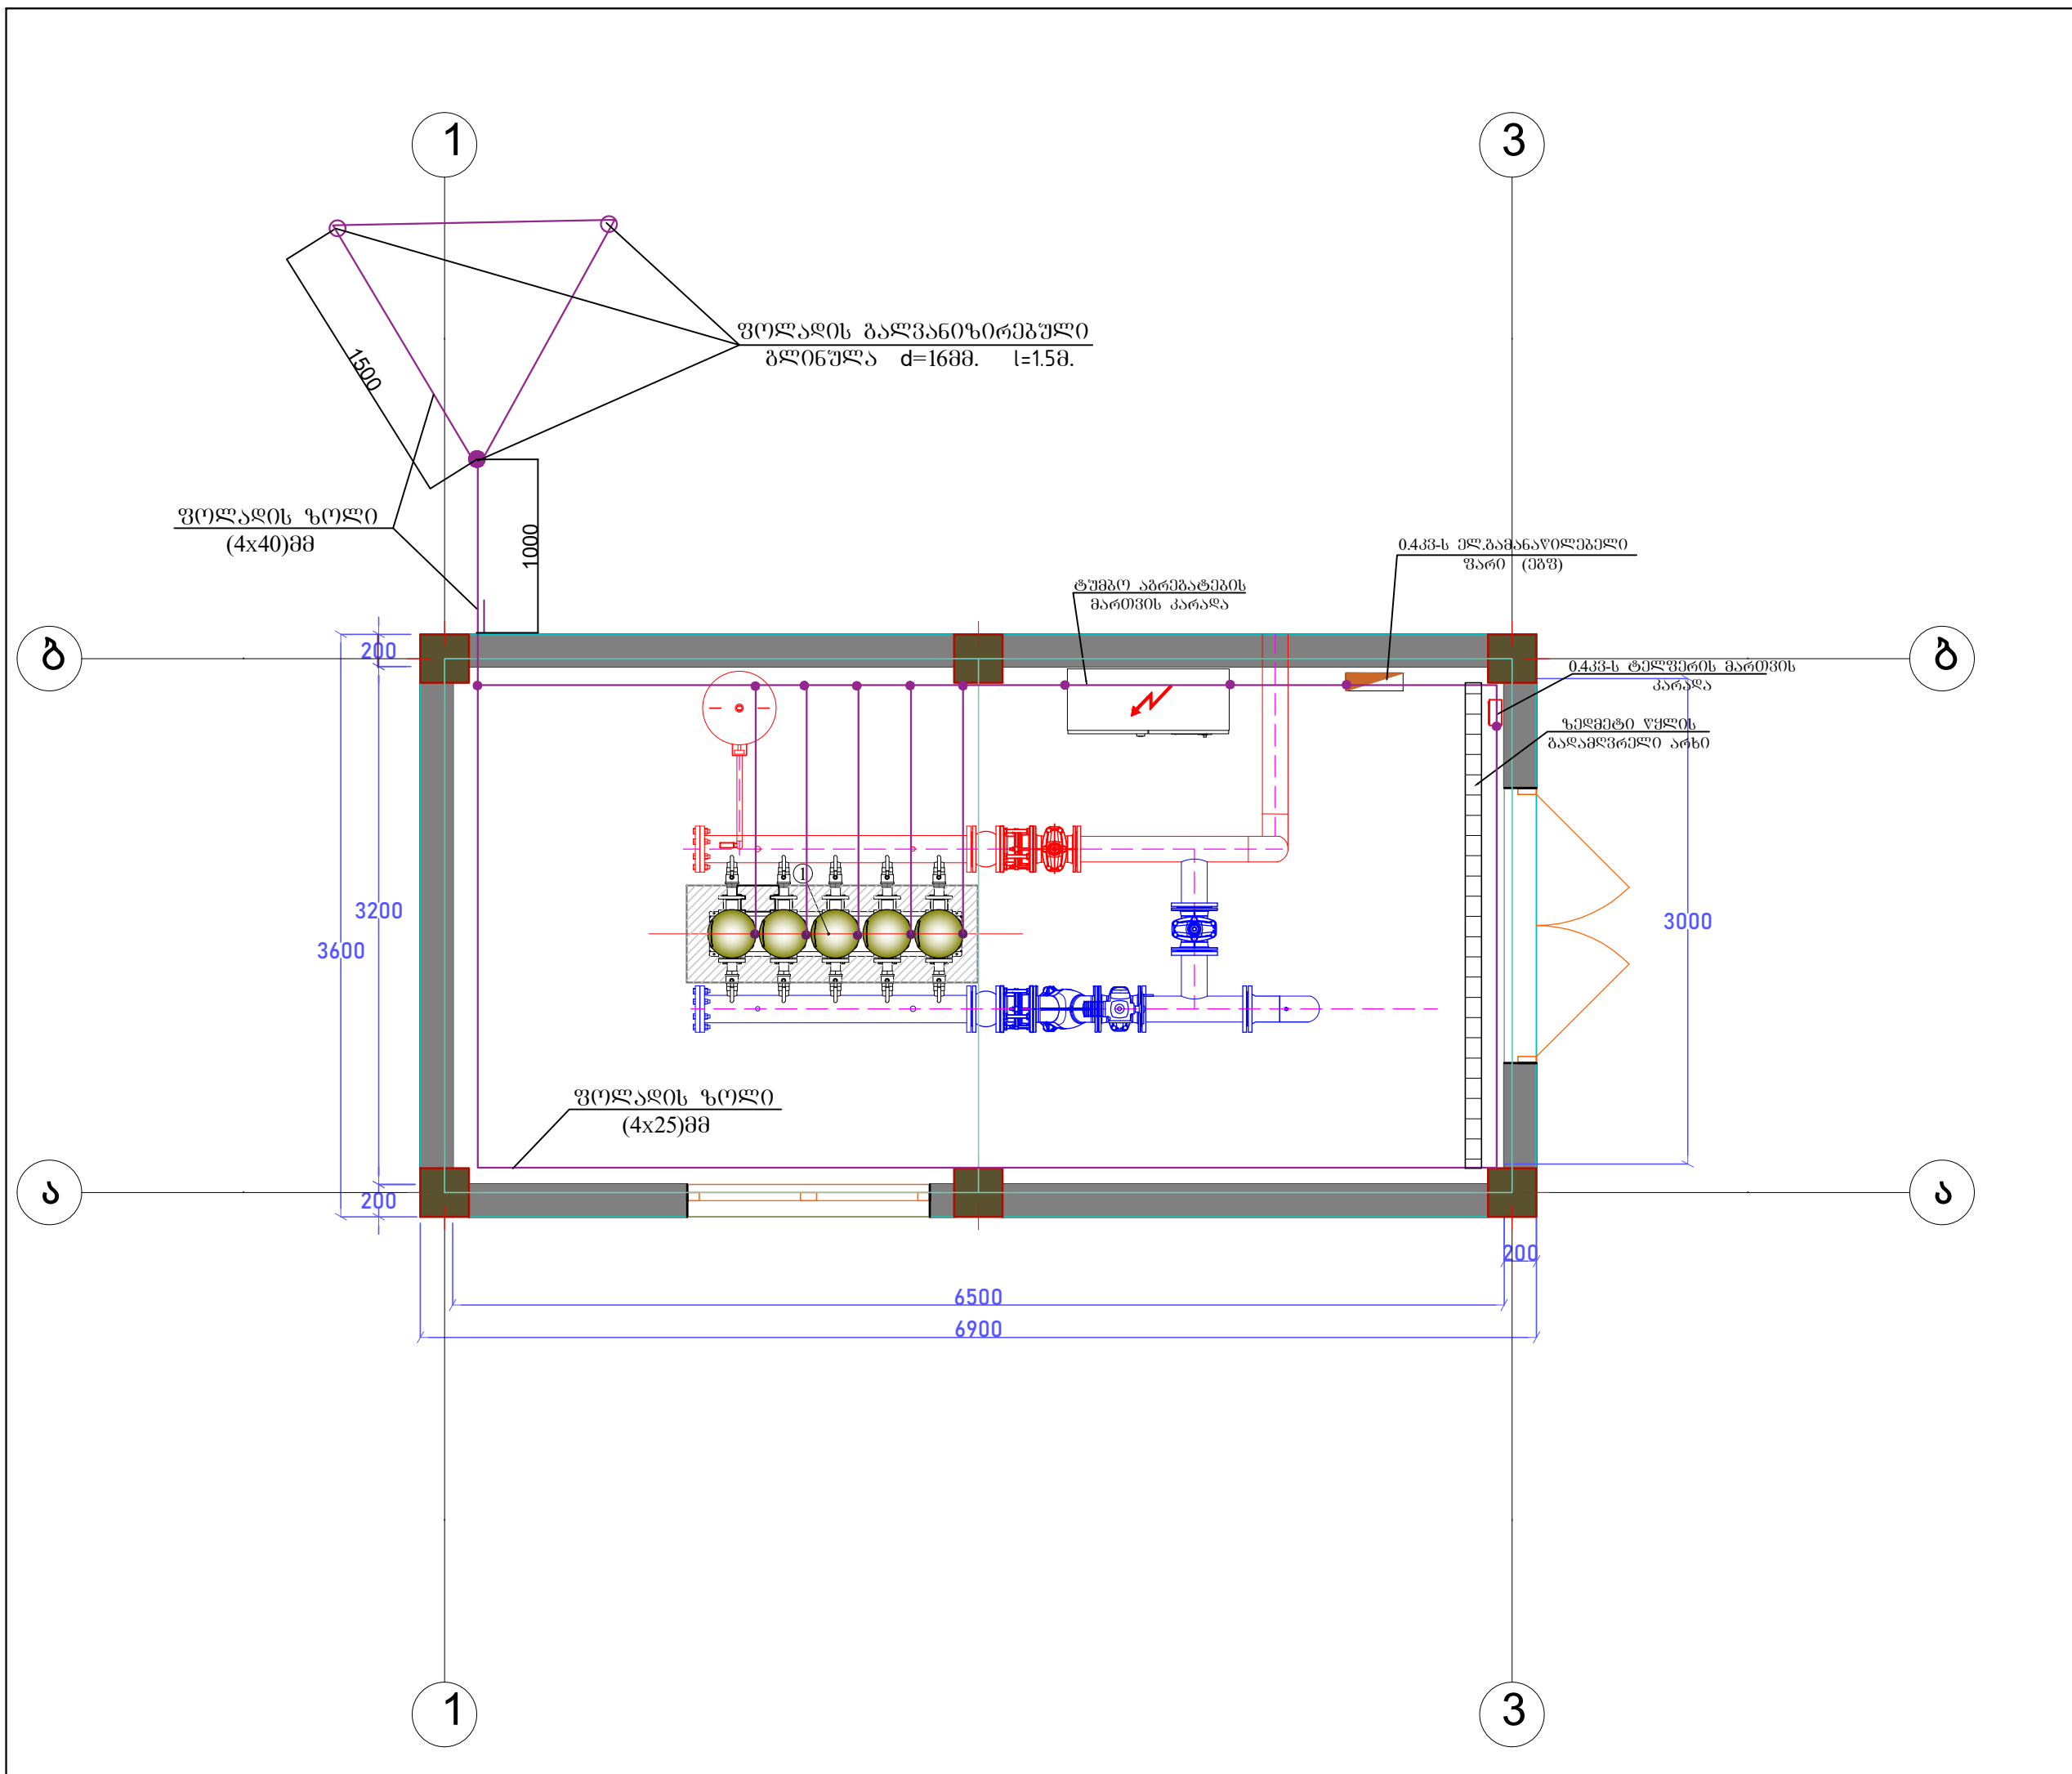 1
3
ფოლადის გალვანიზირებული
გლინულა d=16მმ. l=1.5მ.
1500
ფოლადის ზოლი
(4x40)მმ
1000
0.4კვ-ს ელ.გამანაწილებელი
ფარი (ეგფ)
ტუმბო აგრეგატების
მართვის კარადა
ბ
200
ბ
0.4კვ-ს ტელფერის მართვის
კარადა
ზედმეტი წყლის
გადამღვრელი არხი
1
3200
3600
3000
ფოლადის ზოლი
(4x25)მმ
ა
200
ა
200
6500
6900
1
3